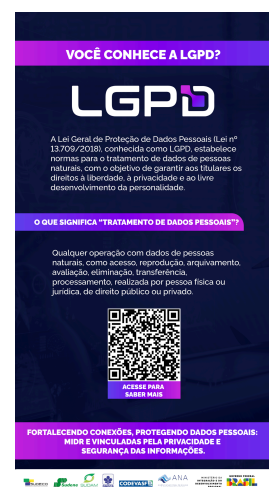 VOCÊ CONHECE A LGPD?
LGPD
A Lei Geral de Proteção de Dados Pessoais (Lei nº
13.709/2018), conhecida como LGPD, estabelece
normas para o tratamento de dados de pessoas
naturais, com o objetivo de garantir aos titulares os
direitos à liberdade, à privacidade e ao livre
desenvolvimento da personalidade.
O QUE SIGNIFICA "TRATAMENTO DE DADOS PESSOAIS"?
Qualquer operação com dados de pessoas
naturais, como acesso, reprodução, arquivamento,
avaliação, eliminação, transferência,
processamento, realizada por pessoa física ou
jurídica, de direito público ou privado.
ACESSE PARA
SABER MAIS
FORTALECENDO CONEXÕES, PROTEGENDO DADOS PESSOAIS:
MIDR E VINCULADAS PELA PRIVACIDADE E
SEGURANÇA DAS INFORMAÇÕES.
SUDECO Sudene SUDAM CODEVASF ANA